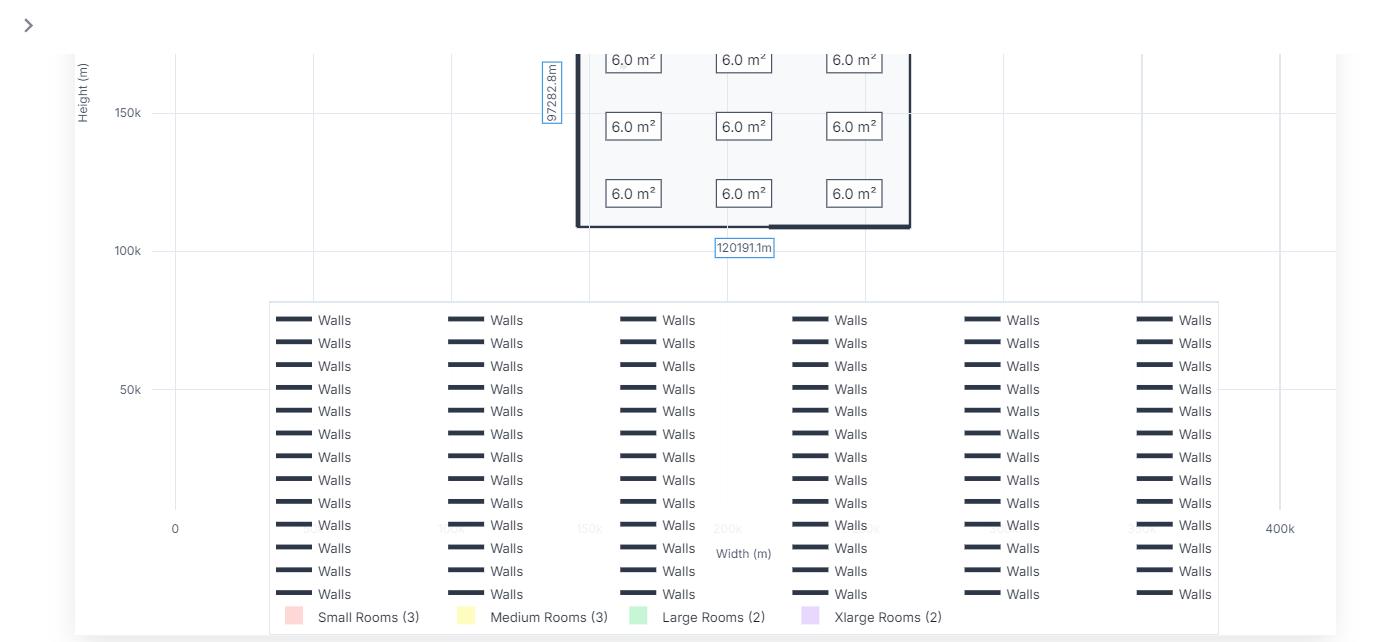 Height (m)
97282.8m
6.0 m² 6.0 m² 6.0 m²
150k
6.0 m² 6.0 m² 6.0 m²
6.0 m² 6.0 m² 6.0 m²
120191.1m
100k
50k
Walls Walls Walls Walls Walls Walls
Walls Walls Walls Walls Walls Walls
Walls Walls Walls Walls Walls Walls
Walls Walls Walls Walls Walls Walls
Walls Walls Walls Walls Walls Walls
Walls Walls Walls Walls Walls Walls
Walls Walls Walls Walls Walls Walls
Walls Walls Walls Walls Walls Walls
Walls Walls Walls Walls Walls Walls
Walls Walls Walls Walls Walls Walls
0 100k 150k 200k 400k
Walls Walls Walls Walls Walls Walls
Width (m)
Walls Walls Walls Walls Walls Walls
Walls Walls Walls Walls Walls Walls
Small Rooms (3) Medium Rooms (3) Large Rooms (2) Xlarge Rooms (2)